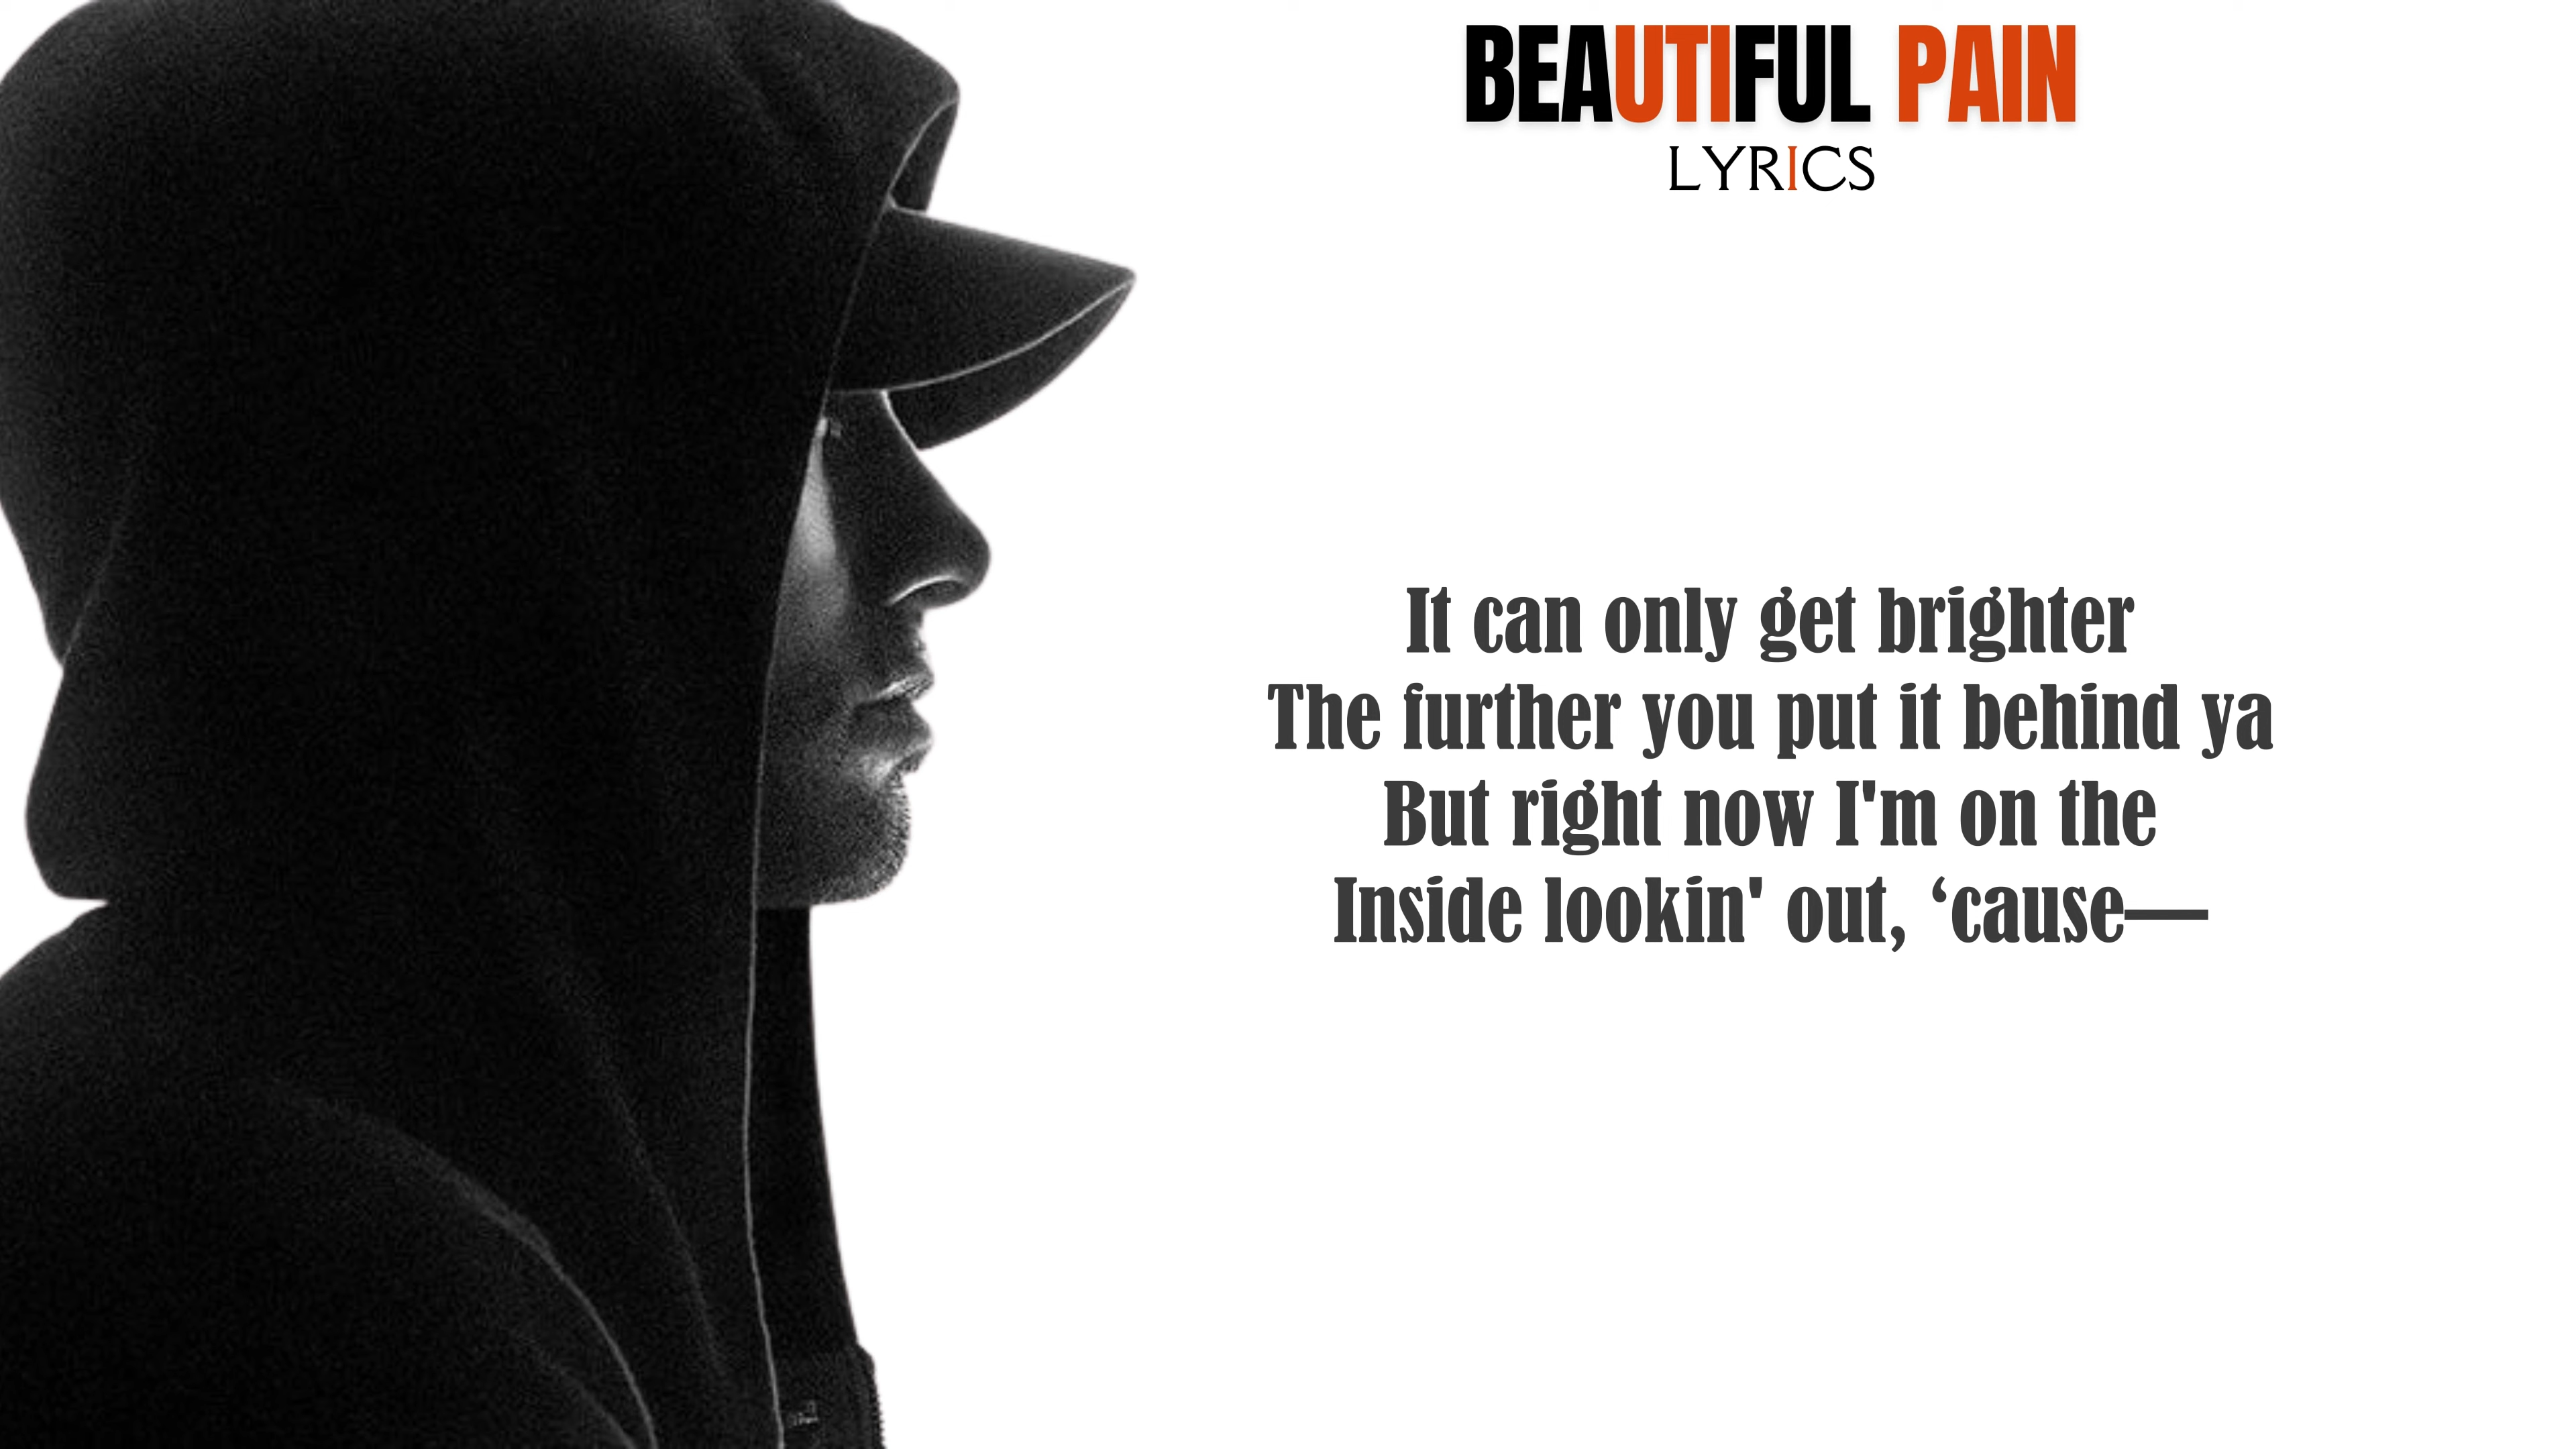 BEAUTIFUL PAIN
LYRICS
It can only get brighter
The further you put it behind ya
But right now I'm on the
Inside lookin' out, ‘cause—